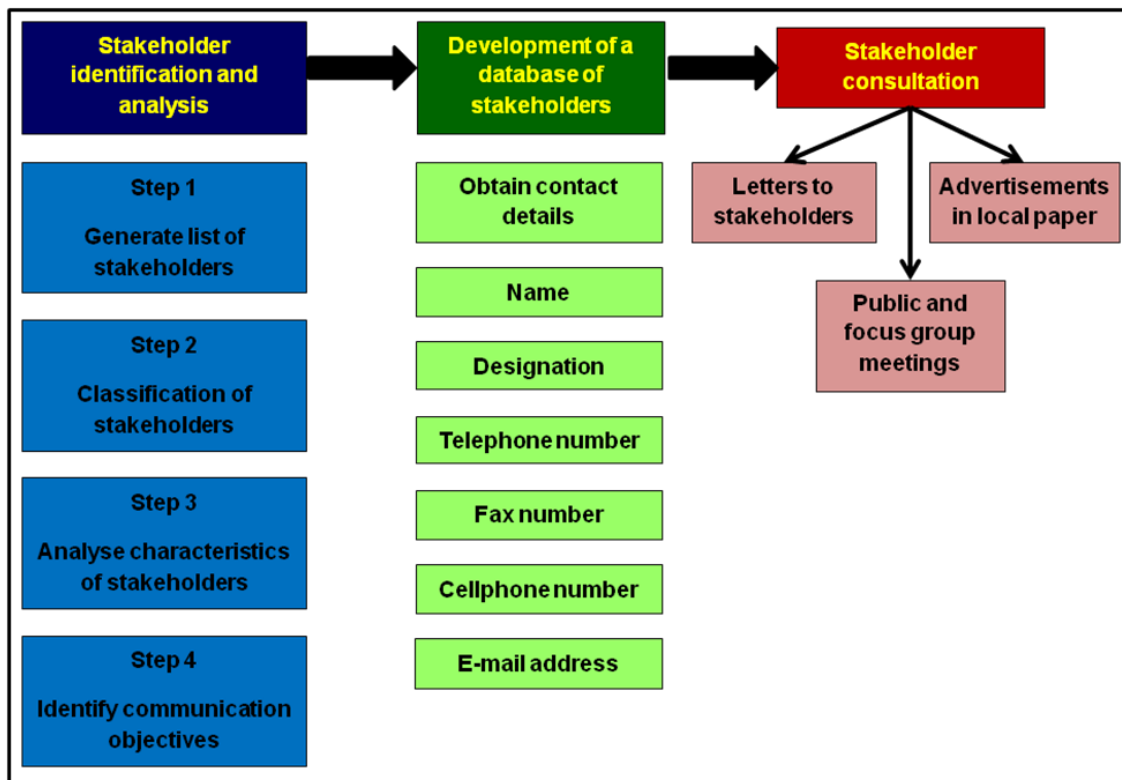 Stakeholder
identification and
analysis
Step 1
Generate list of
stakeholders
Step 2
Classification of
stakeholders
Step 3
Analyse characteristics
of stakeholders
Step 4
Identify communication
objectives
Development of a
database of
stakeholders
Obtain contact
details
Name
Designation
Telephone number
Fax number
Cellphone number
E-mail address
Stakeholder
consultation
Letters to
stakeholders
Advertisements
in local paper
Public and
focus group
meetings